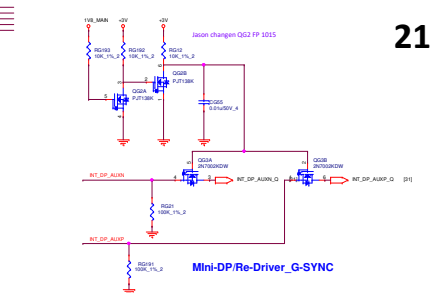 1V8_MAIN +3V +3V
Jason changen QG2 FP 1015
21
RG193
10K_1%_2
RG192
10K_1%_2
RG12
10K_1%_2
QG2B
PJT138K
QG2A
PJT138K
CG55
0.01u/50V_4
QG3A
2N7002KDW
QG3B
2N7002KDW
INT_DP_AUXN
INT_DP_AUXN_Q
INT_DP_AUXP_Q [31]
RG21
100K_1%_2
INT_DP_AUXP
RG191
100K_1%_2
MIni-DP/Re-Driver_G-SYNC